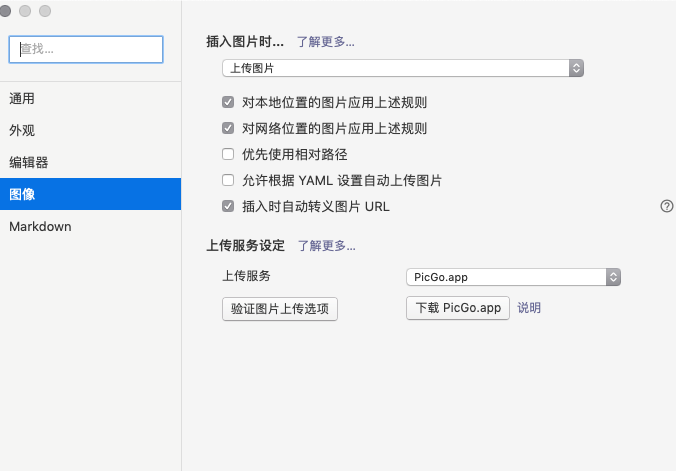 查找...
通用
外观
编辑器
图像
Markdown
插入图片时... 了解更多...
上传图片
对本地位置的图片应用上述规则
对网络位置的图片应用上述规则
优先使用相对路径
允许根据 YAML 设置自动上传图片
插入时自动转义图片 URL ?
上传服务设定 了解更多...
上传服务 PicGo.app
验证图片上传选项 下载 PicGo.app 说明